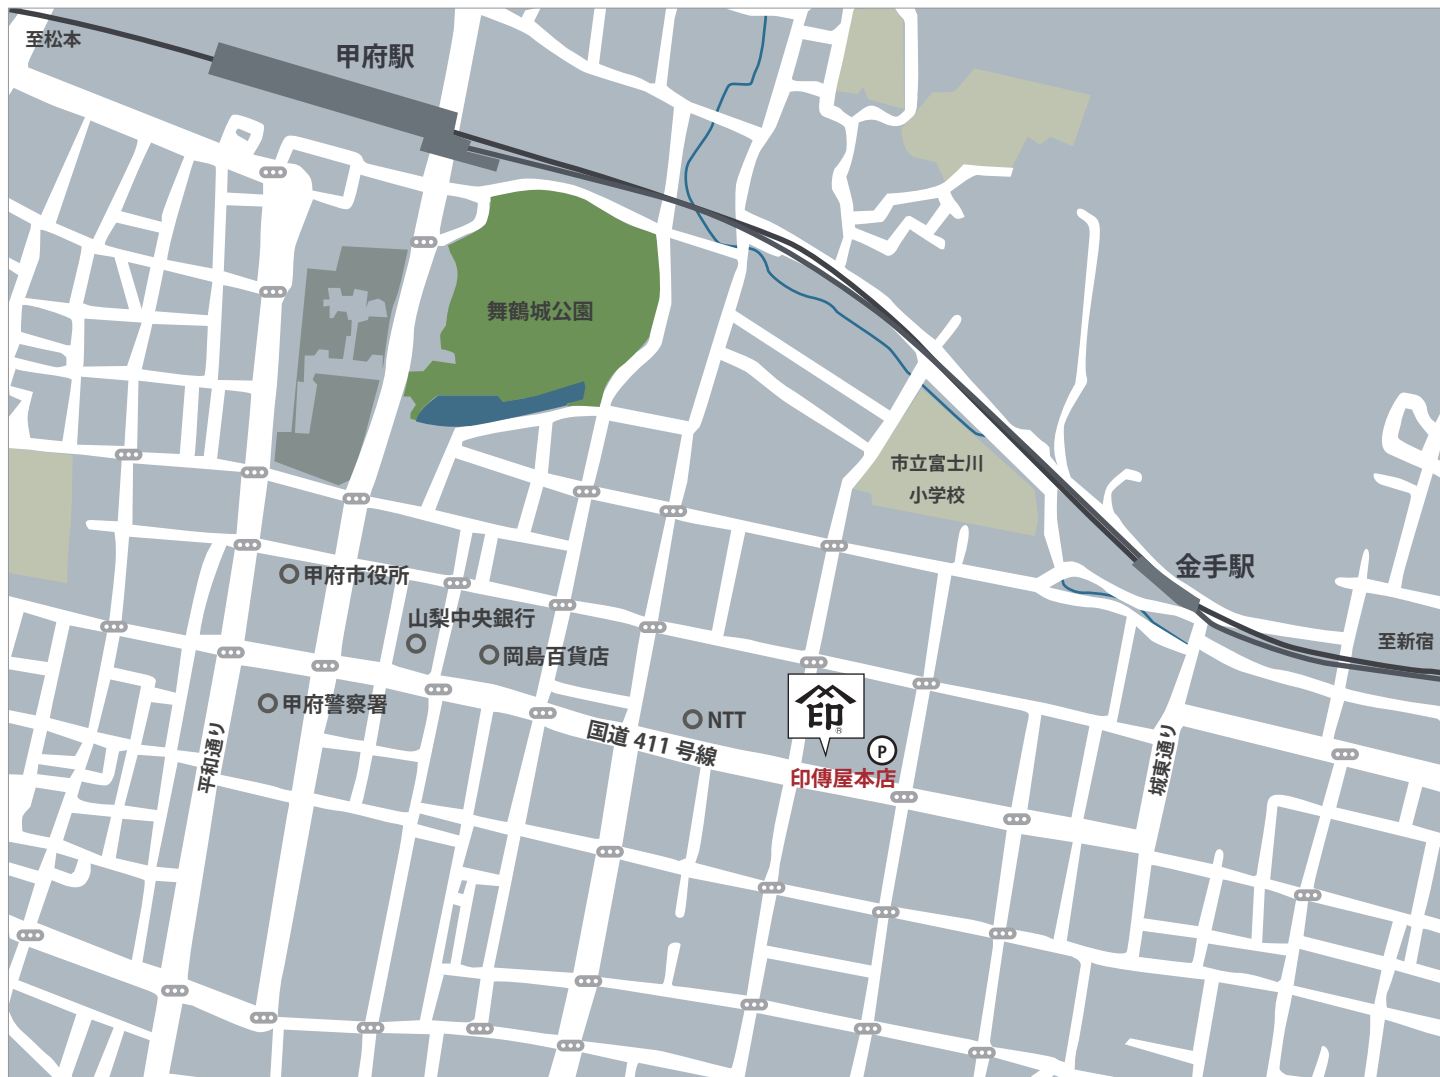 至松本
甲府駅
舞鶴城公園
市立富士川
小学校
金手駅
甲府市役所
山梨中央銀行
至新宿
岡島百貨店
甲府警察署
印
®
NTT
国道 411 号線
平和通り
P
城東通り
印傳屋本店